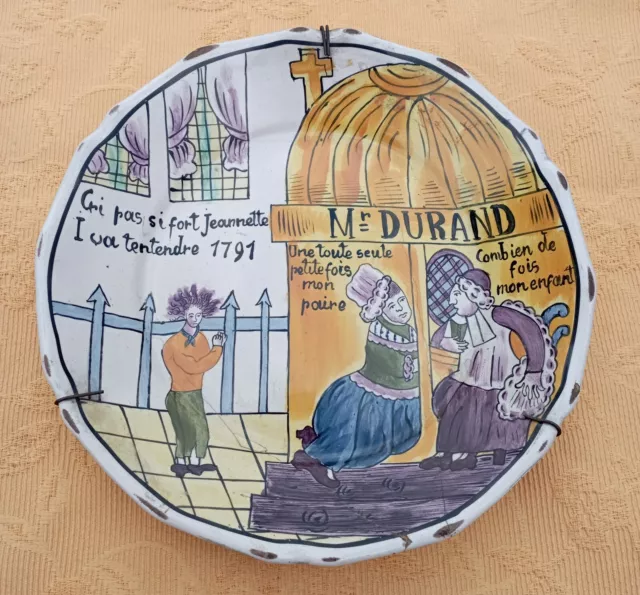 Cri pas si fort Jeannette
I va tentendre 1791
Mr DURAND
Une toute seule
petite fois
mon
paire
Combien de
fois
mon enfant